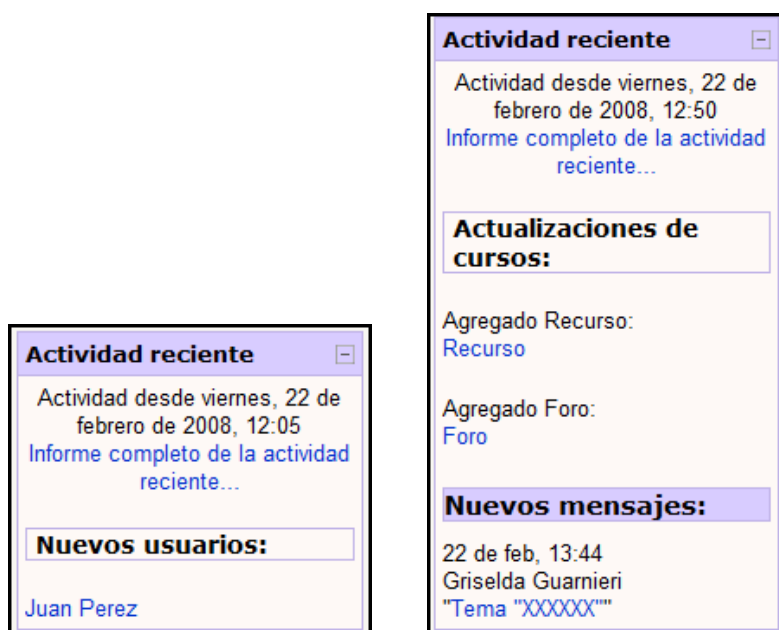 Actividad reciente
Actividad desde viernes, 22 de
febrero de 2008, 12:05
Informe completo de la actividad
reciente...
Nuevos usuarios:
Juan Perez
Actividad reciente
Actividad desde viernes, 22 de
febrero de 2008, 12:50
Informe completo de la actividad
reciente...
Actualizaciones de
cursos:
Agregado Recurso:
Recurso
Agregado Foro:
Foro
Nuevos mensajes:
22 de feb, 13:44
Griselda Guarnieri
"Tema "XXXXXX""